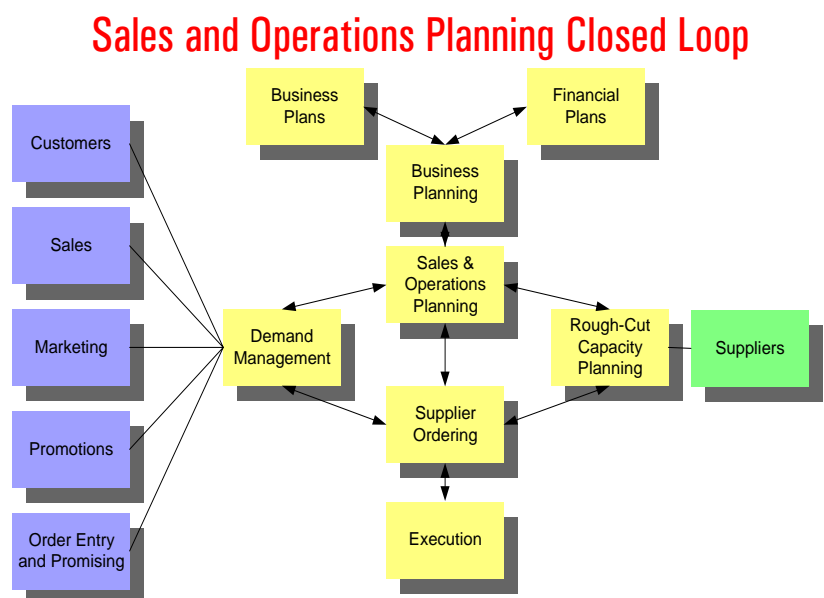 Sales and Operations Planning Closed Loop
Business
Plans
Financial
Plans
Customers
Business
Planning
Sales
Sales &
Operations
Planning
Marketing
Demand
Management
Rough-Cut
Capacity
Planning
Suppliers
Supplier
Ordering
Promotions
Order Entry
and Promising
Execution